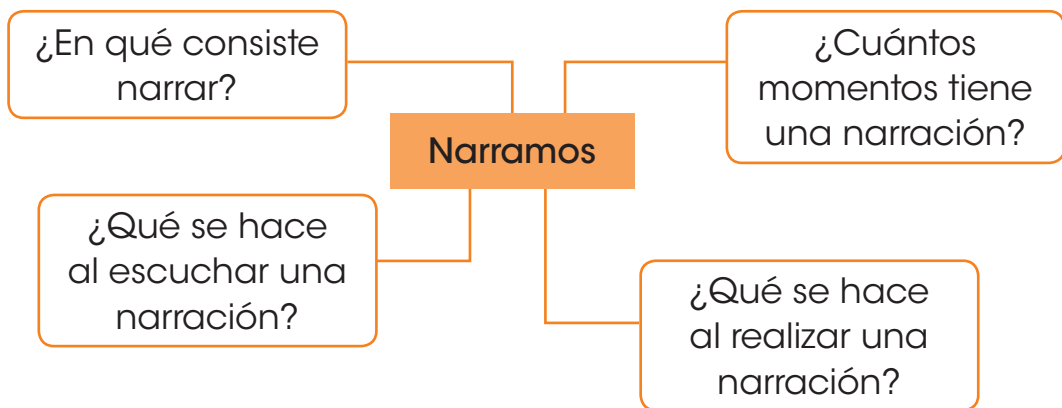 ¿En qué consiste
narrar?
¿Cuántos
momentos tiene
una narración?
Narramos
¿Qué se hace
al escuchar una
narración?
¿Qué se hace
al realizar una
narración?